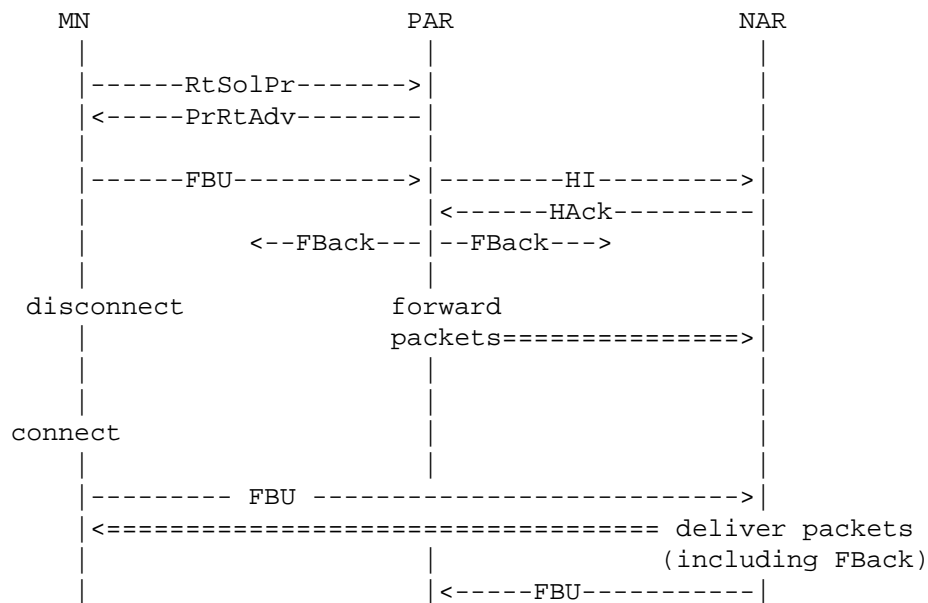 MN PAR NAR
| | |
|------RtSolPr------->| |
|<-----PrRtAdv--------| |
| | |
|------FBU----------->|--------HI--------->|
| |<------HAck---------|
| <--FBack---|--FBack---> |
| | |
disconnect forward |
| packets===============>|
| | |
| | |
connect | |
| | |
|--------- FBU --------------------------->|
|<=================================== deliver packets
| | (including FBack)
| |<-----FBU-----------|